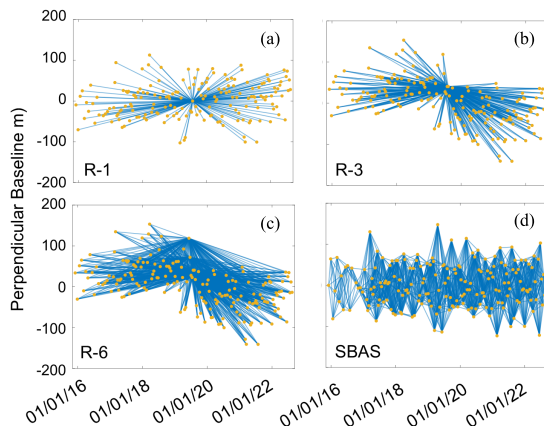 Perpendicular Baseline m)
200
100
0
-100
-200
(a)
R-1
(b)
R-3
200
100
0
-100
-200
(c)
R-6
(d)
SBAS
01/01/16
01/01/18
01/01/20
01/01/22
01/01/16
01/01/18
01/01/20
01/01/22